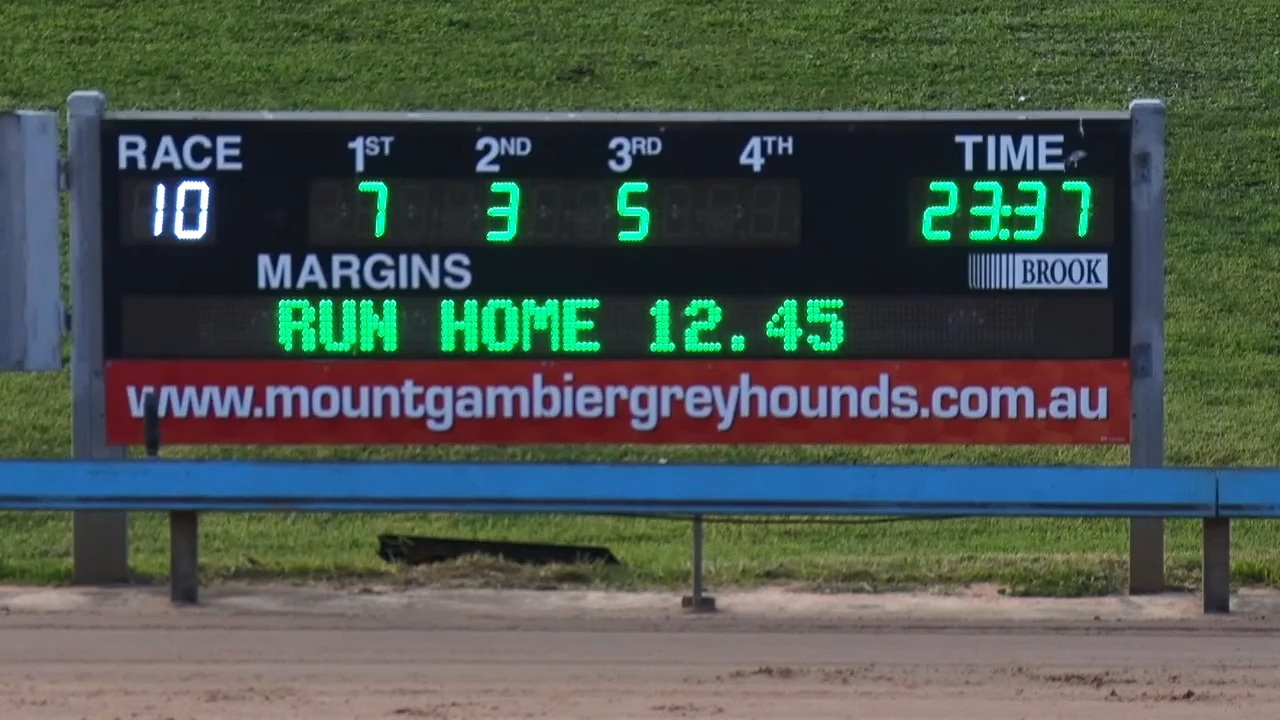 RACE 1ST 2ND 3RD 4TH TIME
10 7 3 5 23:37
MARGINS BROOK
RUN HOME 12.45
www.mountgambiergreyhounds.com.au